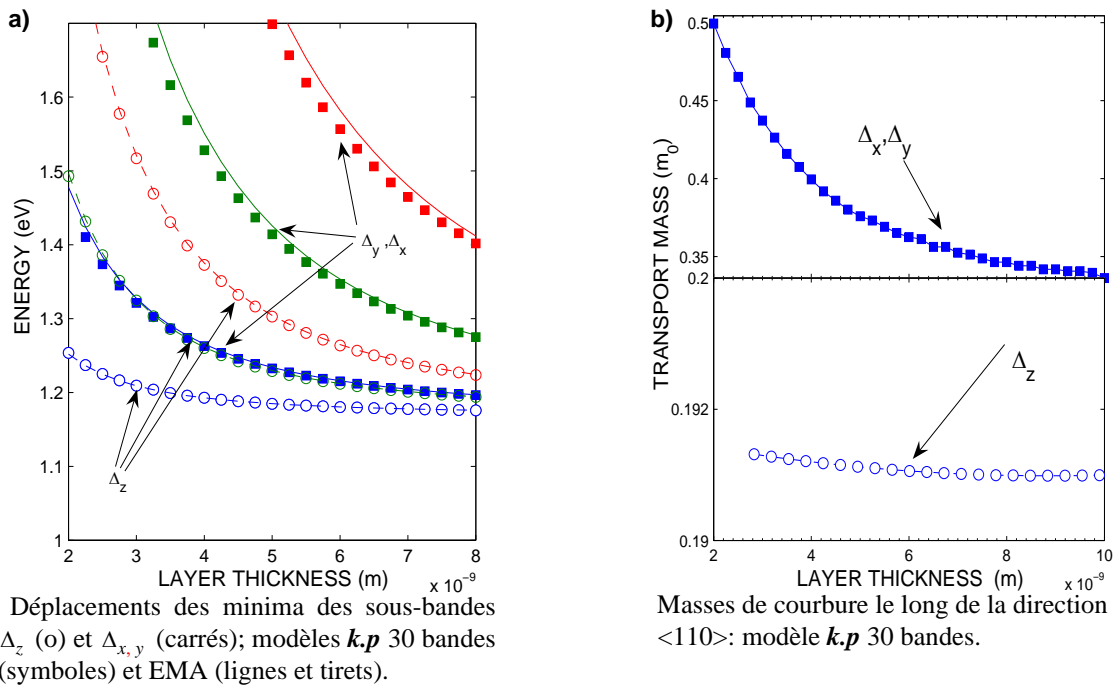 a)
1.6
1.5
1.4
1.3
1.2
1.1
1
ENERGY (eV)
Δy ,Δx
Δz
2 3 4 5 6 7 8
LAYER THICKNESS (m) x 10-9
Déplacements des minima des sous-bandes
Δz (o) et Δx, y (carrés); modèles k.p 30 bandes
(symboles) et EMA (lignes et tirets).
b)
0.5
0.45
0.4
0.35
0.2
0.192
0.19
TRANSPORT MASS (m0)
Δx,Δy
Δz
2 4 6 8 10
LAYER THICKNESS (m) x 10-9
Masses de courbure le long de la direction
<110>: modèle k.p 30 bandes.